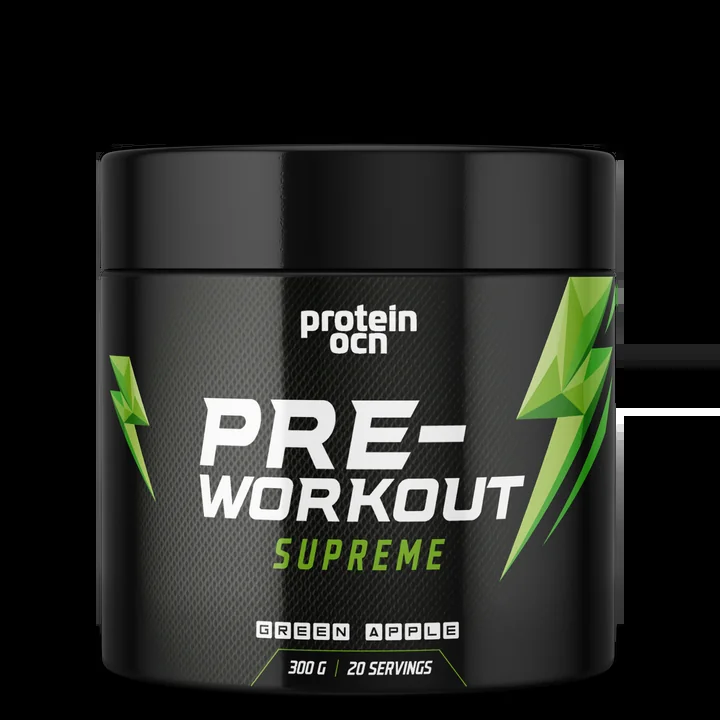 protein
ocn
PRE-
WORKOUT
SUPREME
GREEN APPLE
300 G | 20 SERVINGS